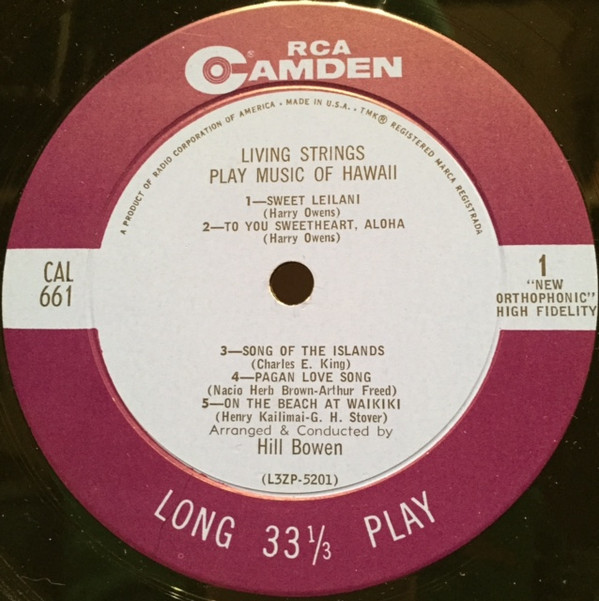 RCA
CAMDEN
A PRODUCT OF RADIO CORPORATION OF AMERICA • MADE IN U.S.A. • TMK® REGISTERED MARCA REGISTRADA
LIVING STRINGS
PLAY MUSIC OF HAWAII
1—SWEET LEILANI
(Harry Owens)
2—TO YOU SWEETHEART, ALOHA
(Harry Owens)
CAL
661
1
"NEW
ORTHOPHONIC"
HIGH FIDELITY
3—SONG OF THE ISLANDS
(Charles E. King)
4—PAGAN LOVE SONG
(Nacio Herb Brown-Arthur Freed)
5—ON THE BEACH AT WAIKIKI
(Henry Kailimai-G. H. Stover)
Arranged & Conducted by
Hill Bowen
(L3ZP-5201)
LONG 33 1/3 PLAY